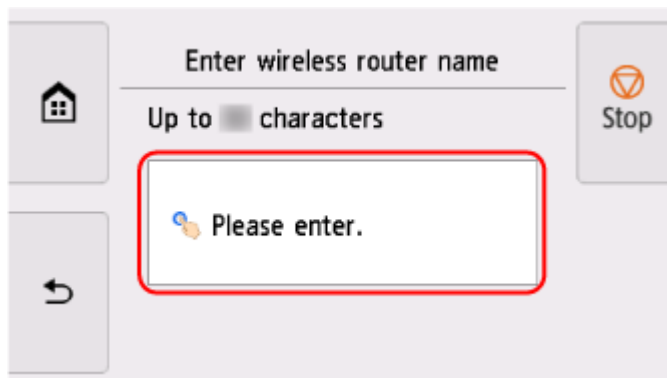 Enter wireless router name
Up to characters
Stop
Please enter.